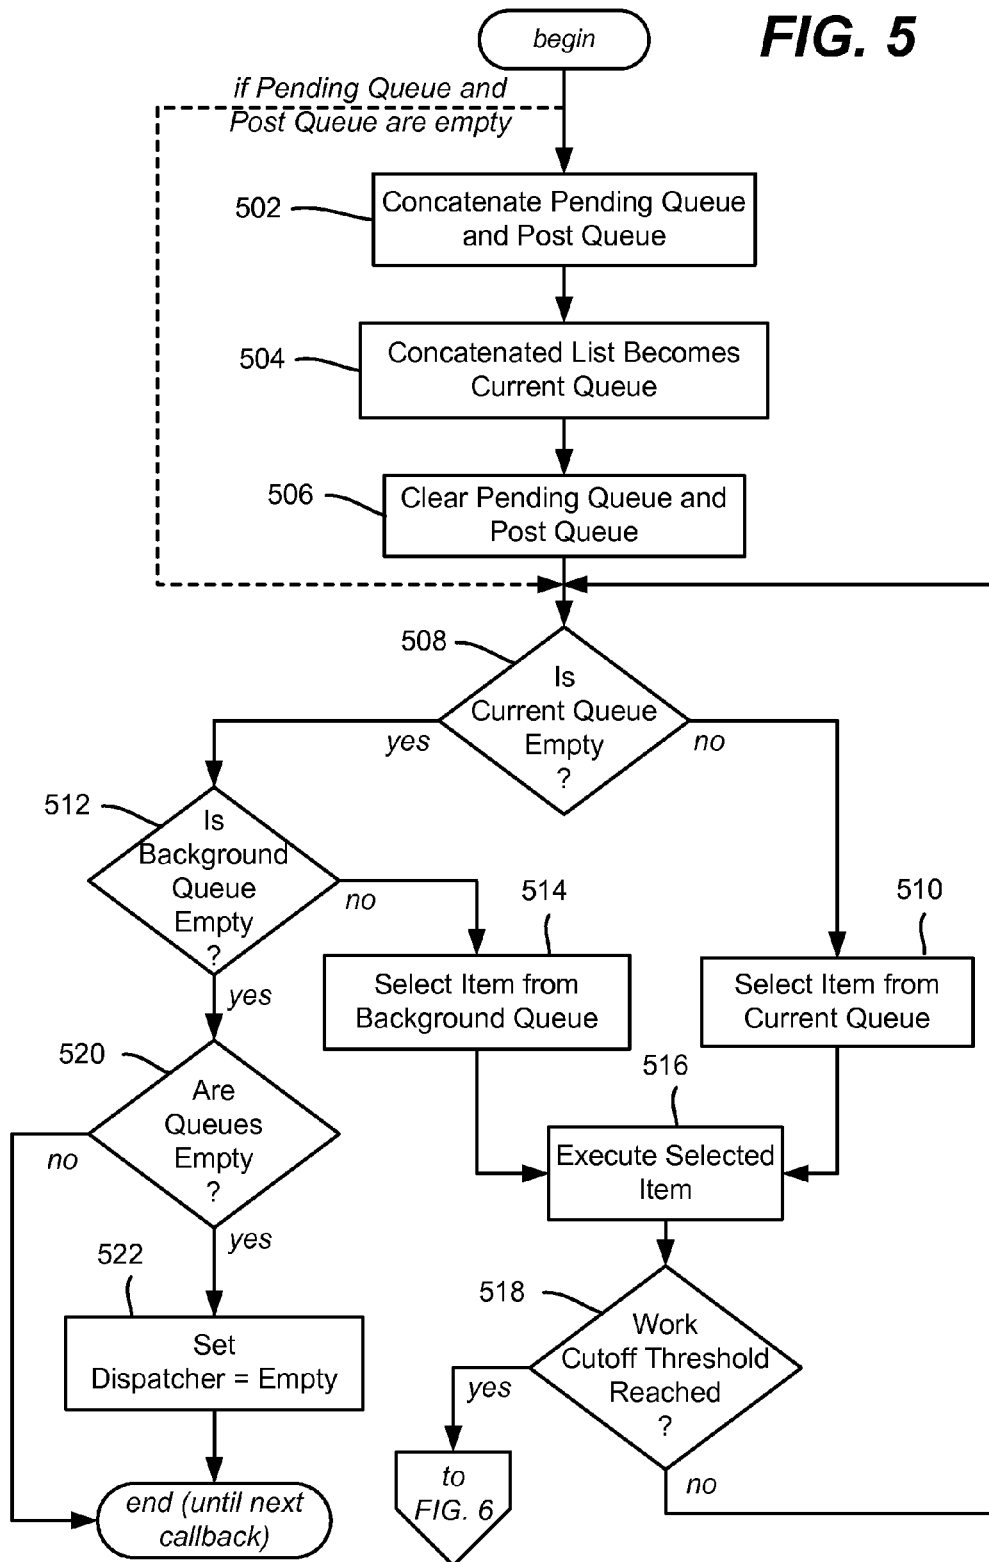 begin
FIG. 5
if Pending Queue and
Post Queue are empty
502
Concatenate Pending Queue
and Post Queue
504
Concatenated List Becomes
Current Queue
506
Clear Pending Queue and
Post Queue
508
Is
Current Queue
Empty
?
yes
no
512
Is
Background
Queue
Empty
?
no
yes
514
Select Item from
Background Queue
510
Select Item from
Current Queue
520
Are
Queues
Empty
?
no
yes
516
Execute Selected
Item
522
Set
Dispatcher = Empty
518
Work
Cutoff Threshold
Reached
?
yes
no
to
FIG. 6
end (until next
callback)